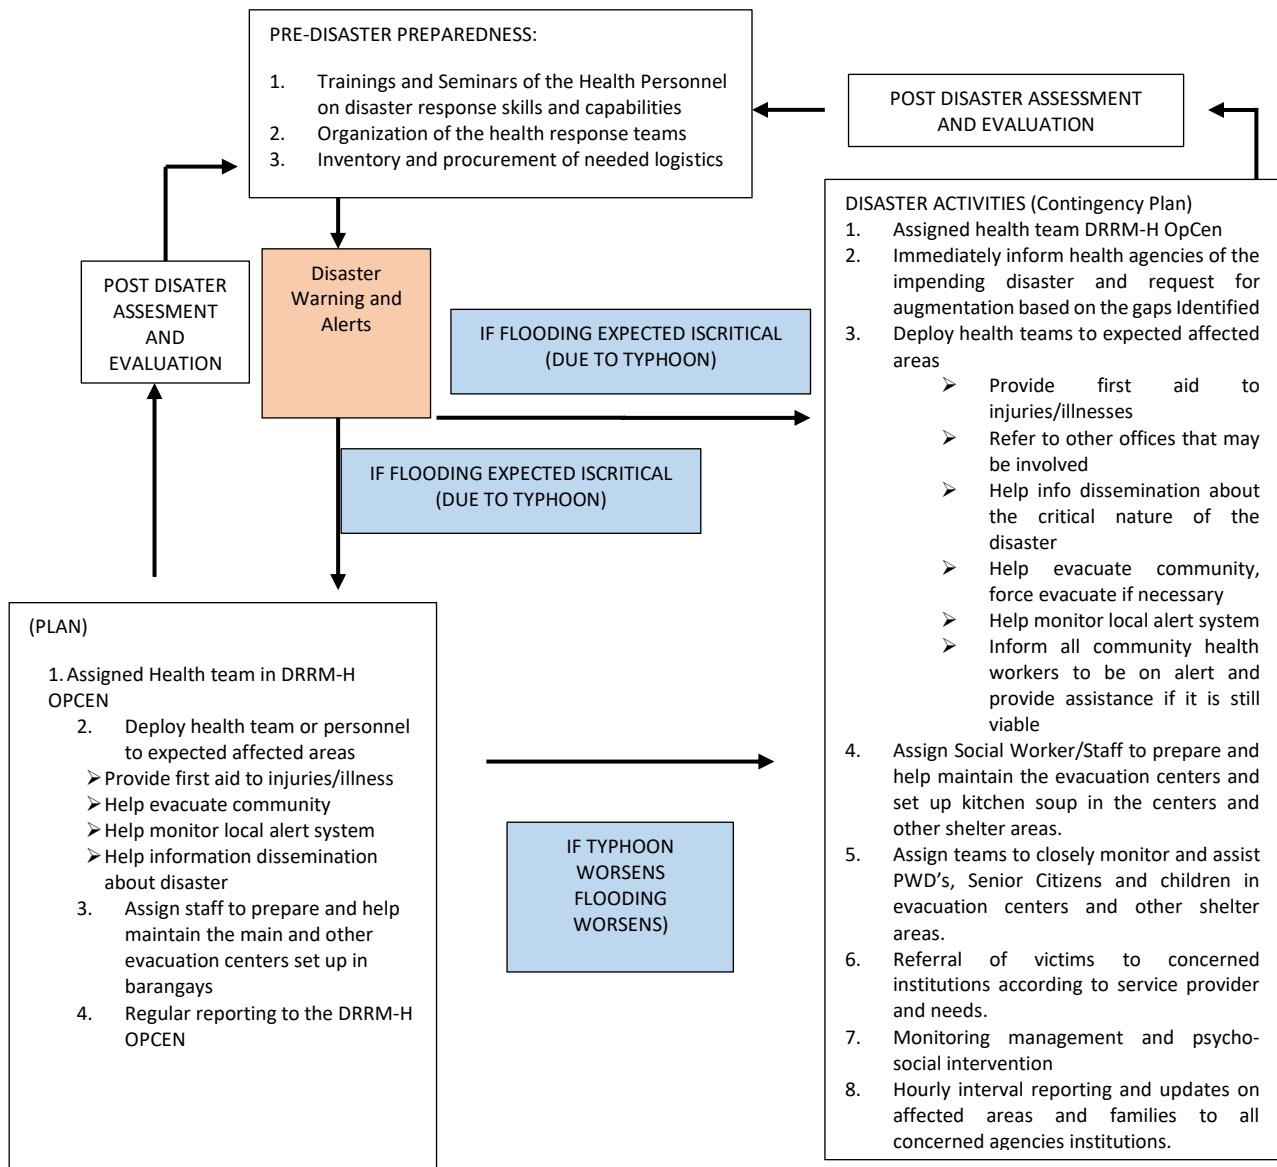 PRE-DISASTER PREPAREDNESS:
1. Trainings and Seminars of the Health Personnel
on disaster response skills and capabilities
2. Organization of the health response teams
3. Inventory and procurement of needed logistics
POST DISASTER ASSESSMENT
AND EVALUATION
POST DISATER
ASSESMENT
AND
EVALUATION
Disaster
Warning and
Alerts
IF FLOODING EXPECTED ISCRITICAL
(DUE TO TYPHOON)
IF FLOODING EXPECTED ISCRITICAL
(DUE TO TYPHOON)
(PLAN)
1. Assigned Health team in DRRM-H
OPCEN
2. Deploy health team or personnel
to expected affected areas
➢ Provide first aid to injuries/illness
➢ Help evacuate community
➢ Help monitor local alert system
➢ Help information dissemination
about disaster
3. Assign staff to prepare and help
maintain the main and other
evacuation centers set up in
barangays
4. Regular reporting to the DRRM-H
OPCEN
IF TYPHOON
WORSENS
FLOODING
WORSENS)
DISASTER ACTIVITIES (Contingency Plan)
1. Assigned health team DRRM-H OpCen
2. Immediately inform health agencies of the
impending disaster and request for
augmentation based on the gaps Identified
3. Deploy health teams to expected affected
areas
➢ Provide first aid to
injuries/illnesses
➢ Refer to other offices that may
be involved
➢ Help info dissemination about
the critical nature of the
disaster
➢ Help evacuate community,
force evacuate if necessary
➢ Help monitor local alert system
➢ Inform all community health
workers to be on alert and
provide assistance if it is still
viable
4. Assign Social Worker/Staff to prepare and
help maintain the evacuation centers and
set up kitchen soup in the centers and
other shelter areas.
5. Assign teams to closely monitor and assist
PWD’s, Senior Citizens and children in
evacuation centers and other shelter
areas.
6. Referral of victims to concerned
institutions according to service provider
and needs.
7. Monitoring management and psycho-
social intervention
8. Hourly interval reporting and updates on
affected areas and families to all
concerned agencies institutions.